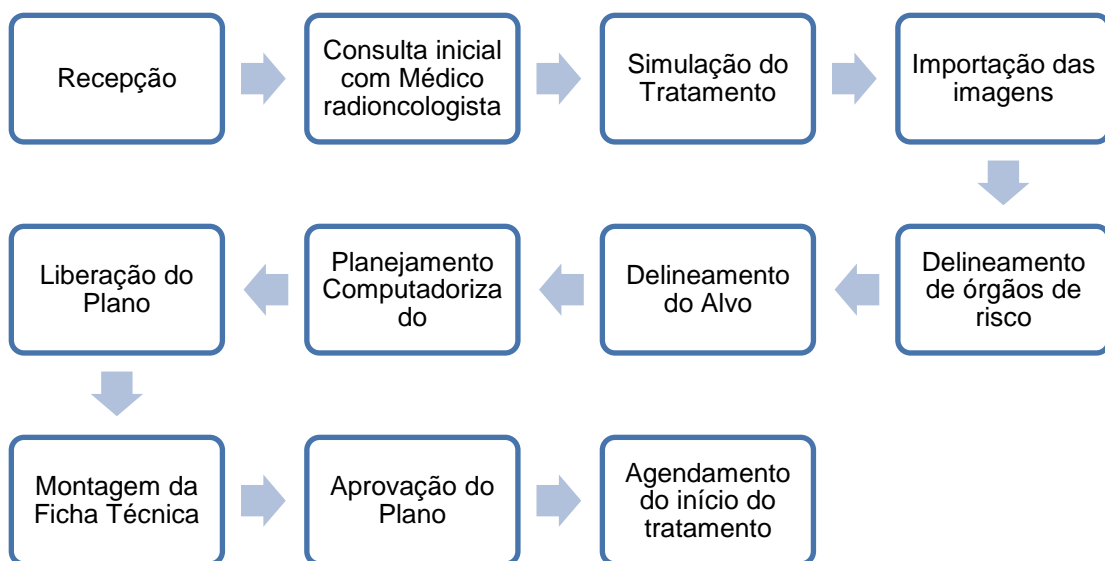 Recepção
Consulta inicial
com Médico
radioncologista
Simulação do
Tratamento
Importação das
imagens
Delineamento
de órgãos de
risco
Delineamento
do Alvo
Planejamento
Computadoriza
do
Liberação do
Plano
Montagem da
Ficha Técnica
Aprovação do
Plano
Agendamento
do início do
tratamento